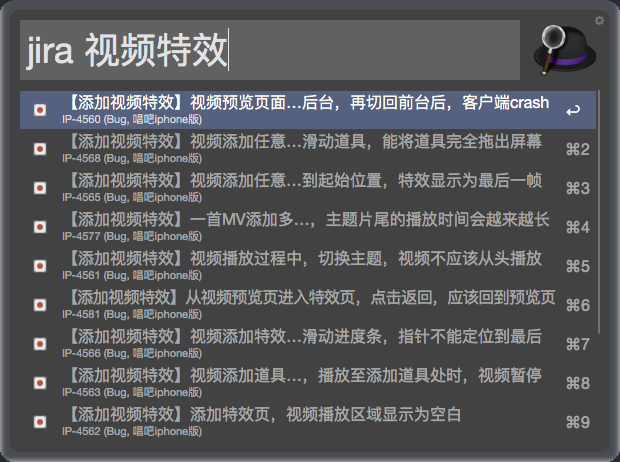 jira 视频特效
【添加视频特效】视频预览页面...后台，再切回前台后，客户端crash
IP-4560 (Bug, 唱吧iphone版)
↩
【添加视频特效】视频添加任意...滑动道具，能将道具完全拖出屏幕
IP-4568 (Bug, 唱吧iphone版)
⌘2
【添加视频特效】视频添加任意...到起始位置，特效显示为最后一帧
IP-4565 (Bug, 唱吧iphone版)
⌘3
【添加视频特效】一首MV添加多...，主题片尾的播放时间会越来越长
IP-4577 (Bug, 唱吧iphone版)
⌘4
【添加视频特效】视频播放过程中，切换主题，视频不应该从头播放
IP-4561 (Bug, 唱吧iphone版)
⌘5
【添加视频特效】从视频预览页进入特效页，点击返回，应该回到预览页
IP-4581 (Bug, 唱吧iphone版)
⌘6
【添加视频特效】视频添加特效...滑动进度条，指针不能定位到最后
IP-4566 (Bug, 唱吧iphone版)
⌘7
【添加视频特效】视频添加道具...，播放至添加道具处时，视频暂停
IP-4563 (Bug, 唱吧iphone版)
⌘8
【添加视频特效】添加特效页，视频播放区域显示为空白
IP-4562 (Bug, 唱吧iphone版)
⌘9